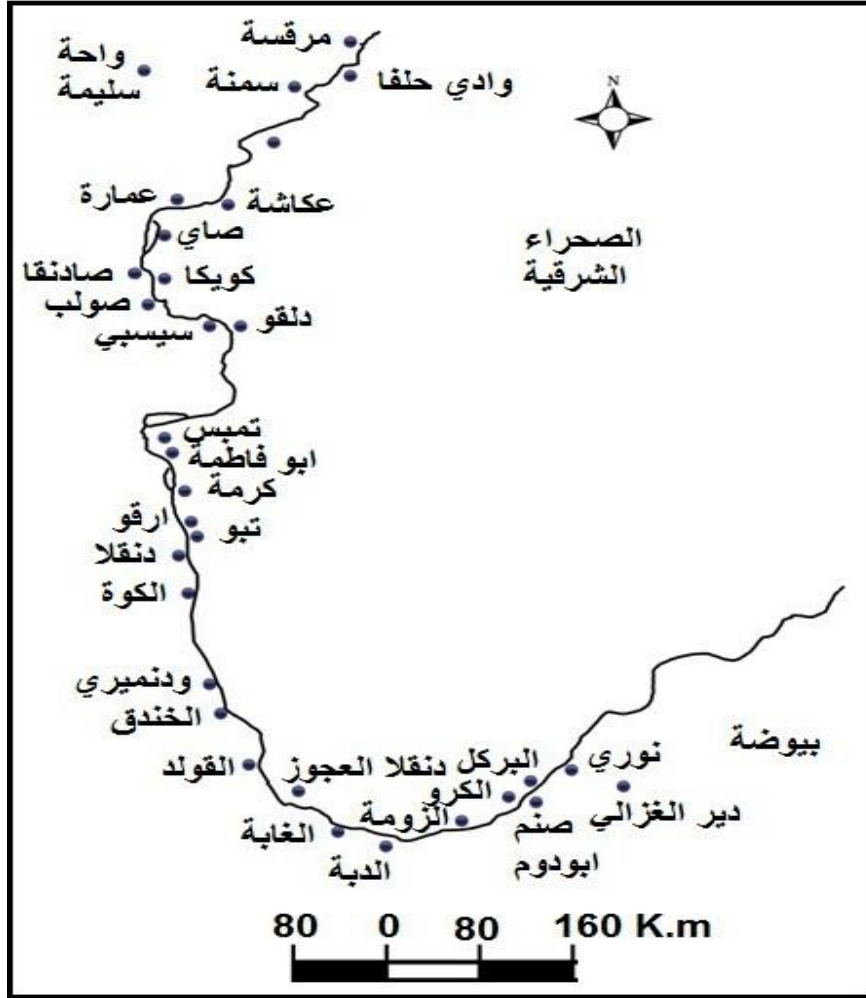 مرقسة
واحة
سليمة
سمنة
وادي حلفا
N
عمارة
عكاشة
صاي
الصحراء
الشرقية
صادنقا
كويكا
صولب
سيسبي
دلقو
تمبس
ابو فاطمة
كرمة
ارقو
تبو
دنقلا
الكوة
ودنميري
الخندق
القولد
دنقلا العجوز
البركل
نوري
بيوضة
الكرو
الزومة
صنم
ابودوم
دير الغزالي
الغابة
الدبة
80 0 80 160 K.m